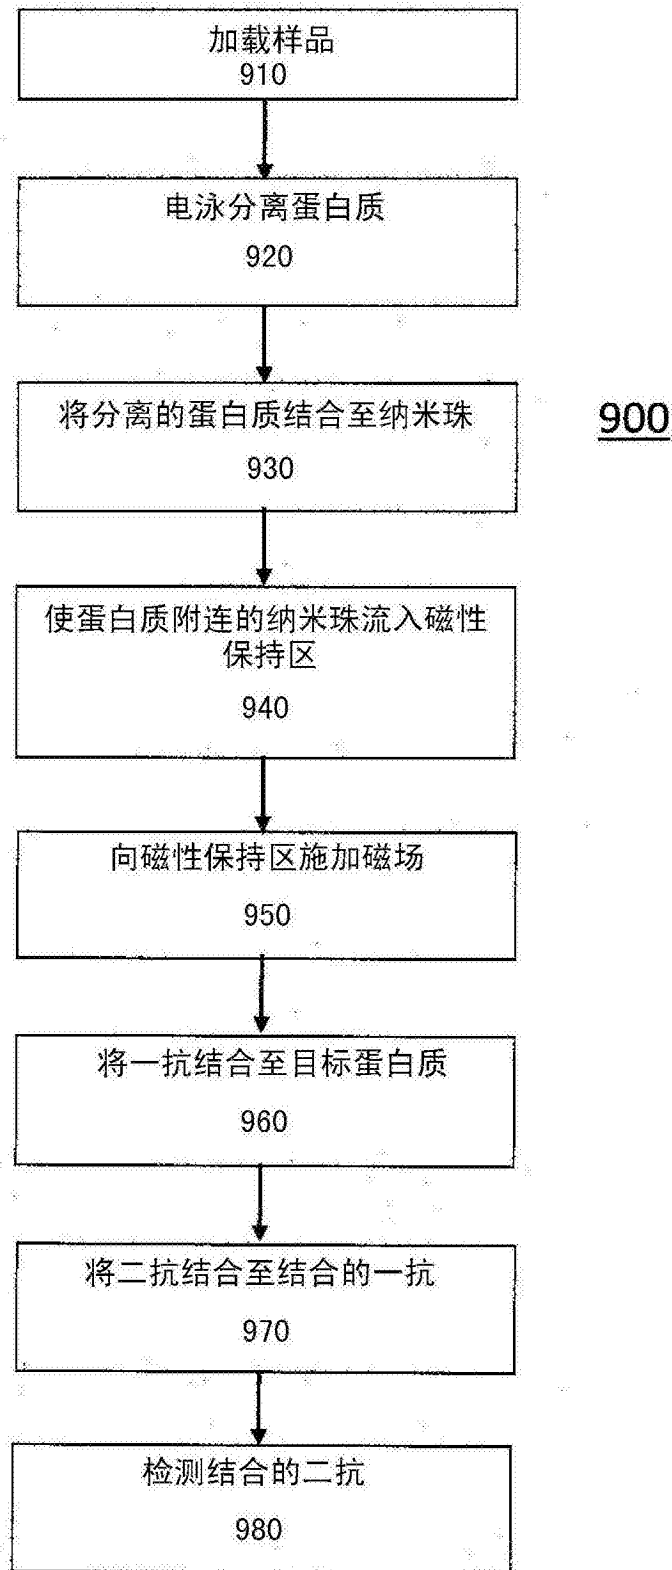 加载样品
910
电泳分离蛋白质
920
将分离的蛋白质结合至纳米珠
930
900
使蛋白质附连的纳米珠流入磁性
保持区
940
向磁性保持区施加磁场
950
将一抗结合至目标蛋白质
960
将二抗结合至结合的一抗
970
检测结合的二抗
980